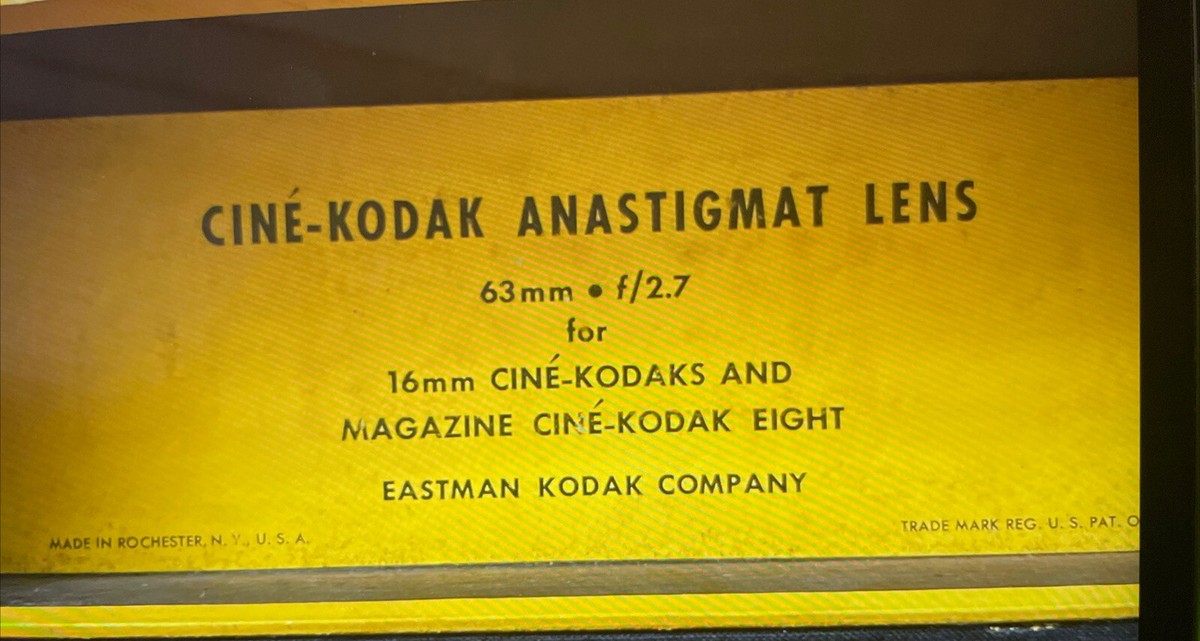 CINÉ-KODAK ANASTIGMAT LENS
63mm • f/2.7
for
16mm CINÉ-KODAKS AND
MAGAZINE CINÉ-KODAK EIGHT
EASTMAN KODAK COMPANY
MADE IN ROCHESTER, N. Y., U. S. A.
TRADE MARK REG. U. S. PAT. O